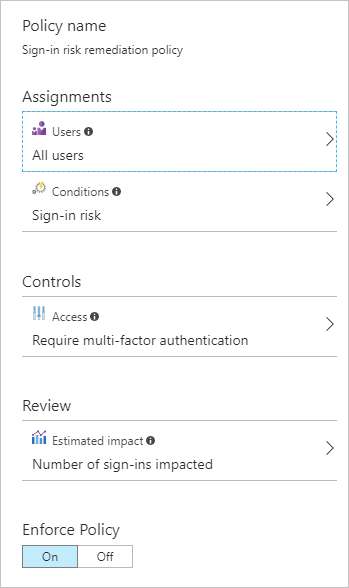 Policy name
Sign-in risk remediation policy
Assignments
Users
All users
Conditions
Sign-in risk
Controls
Access
Require multi-factor authentication
Review
Estimated impact
Number of sign-ins impacted
Enforce Policy
On Off